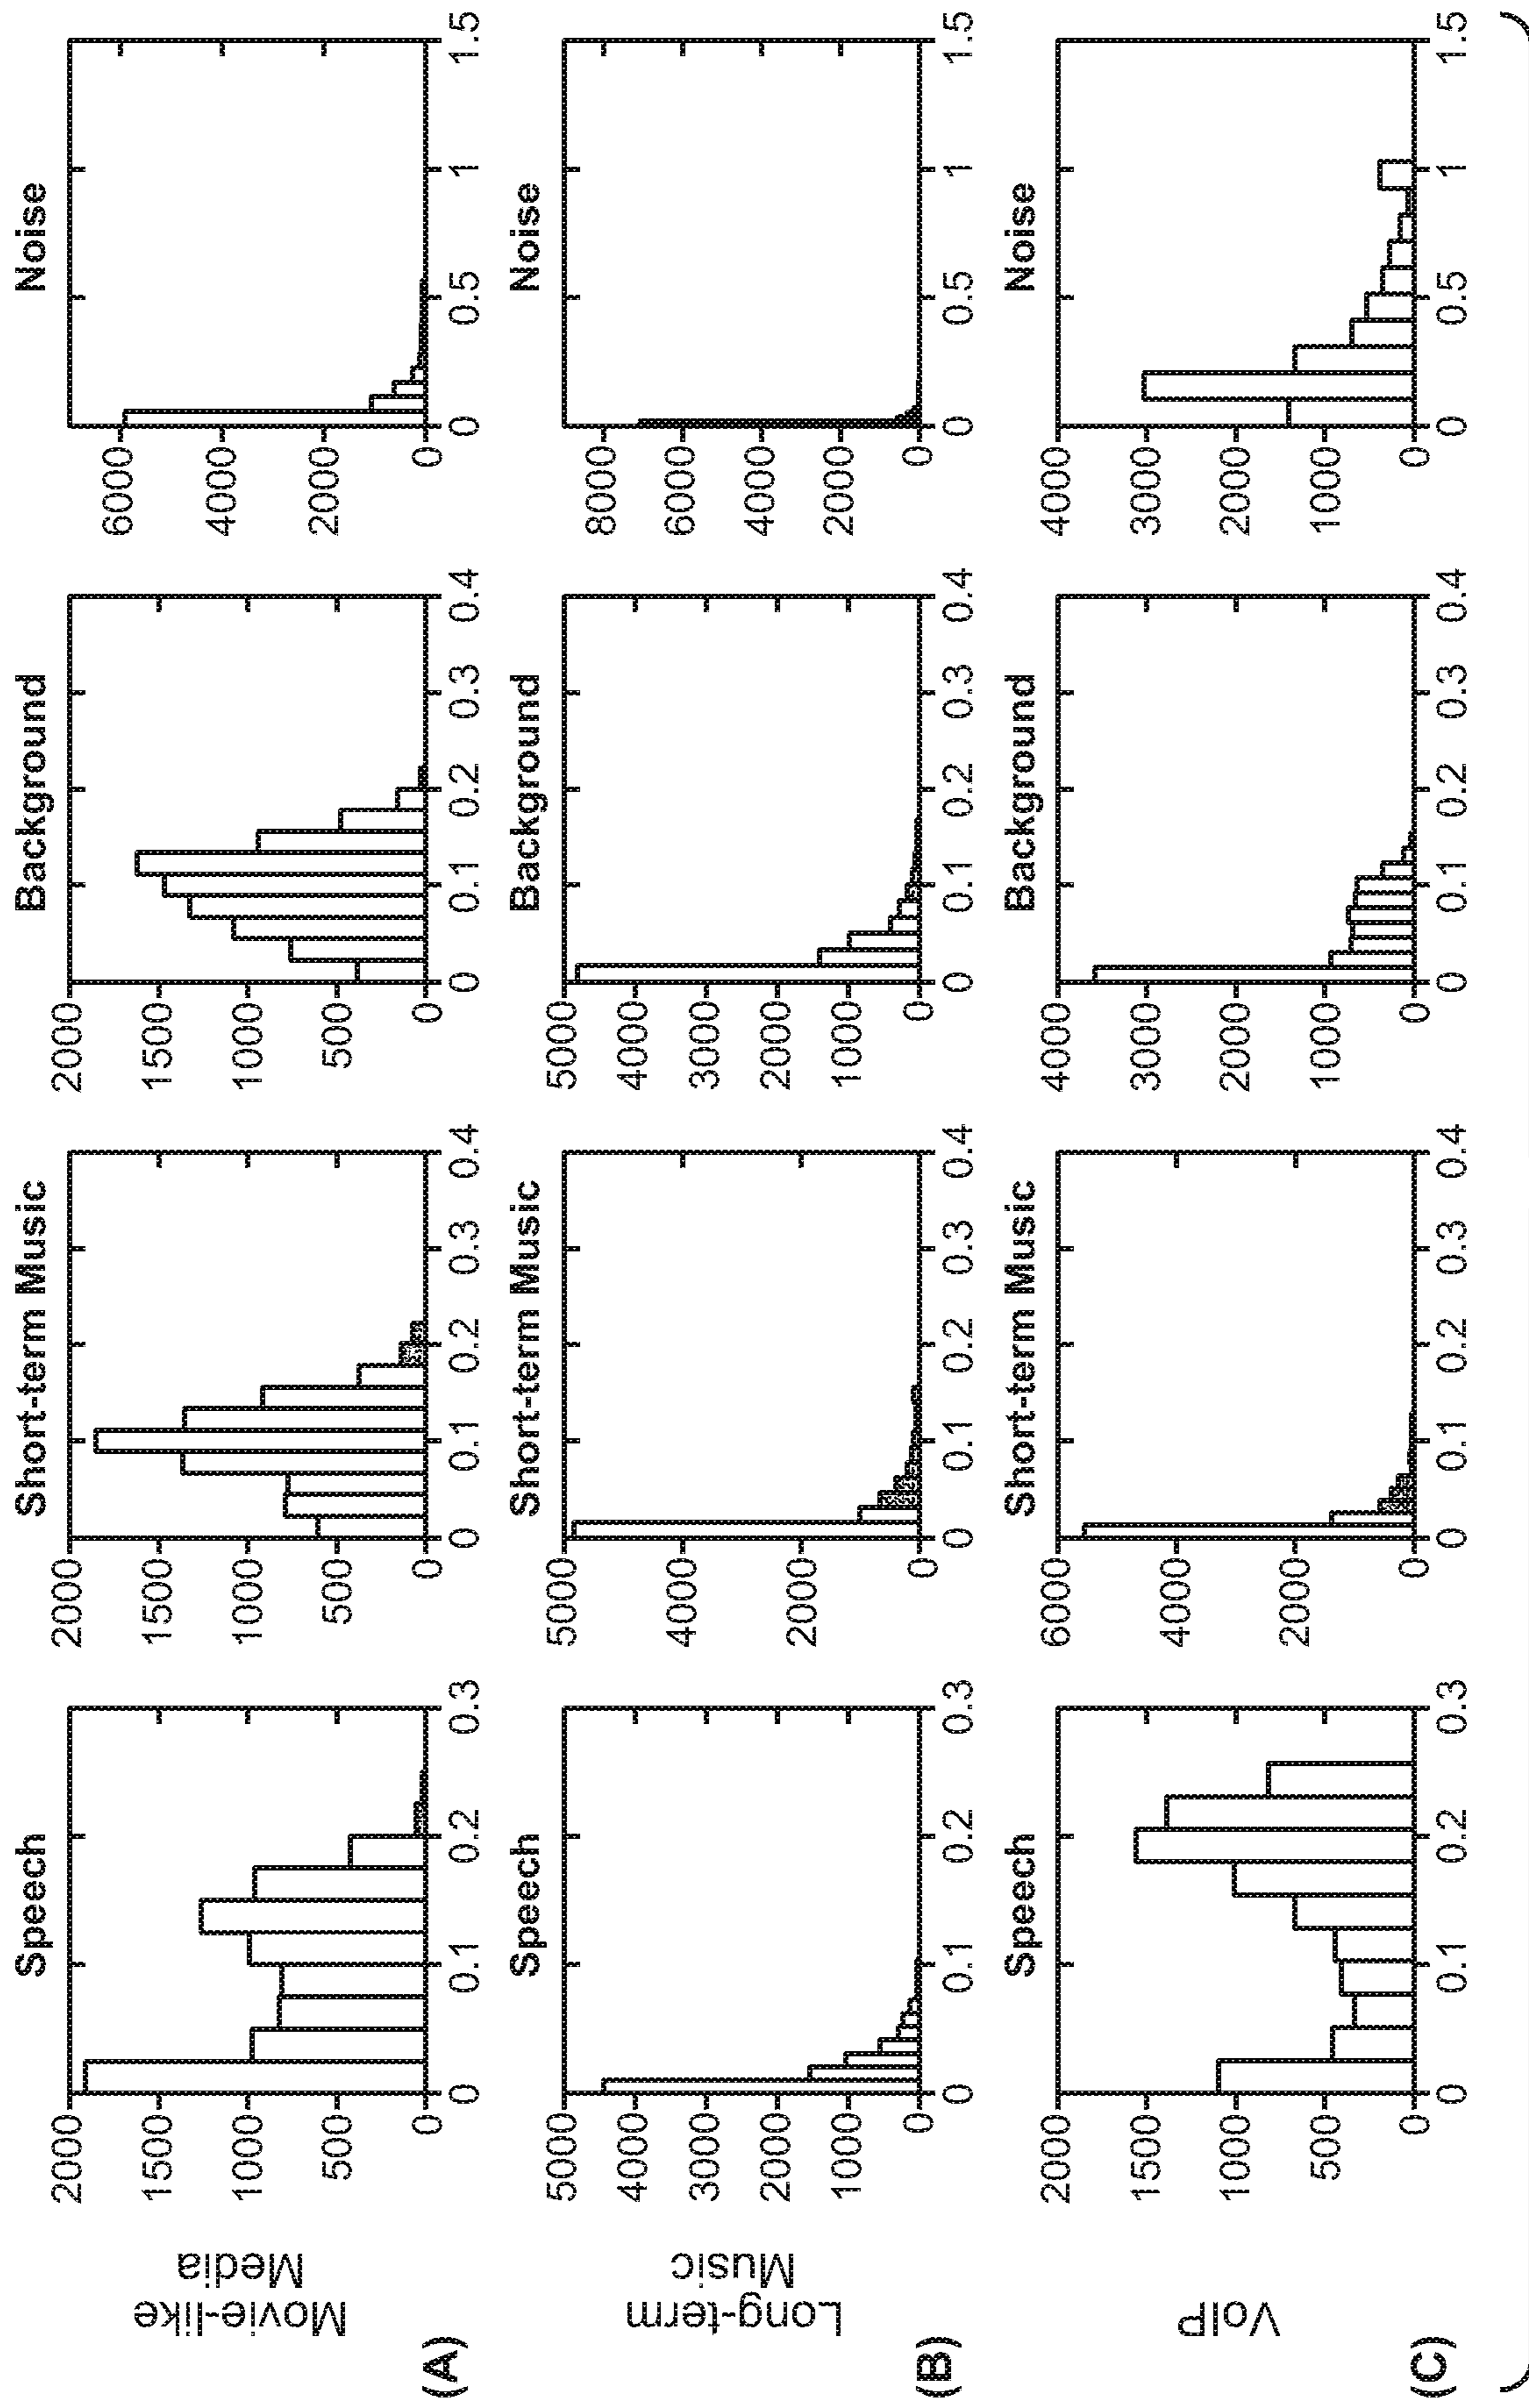 Speech Short-term Music Background Noise
2000 2000 2000
6000
1500 1500 1500
4000
1000 1000 1000
2000
500 500 500
0 0 0 0
0 0.1 0.2 0.3 0 0.1 0.2 0.3 0.4 0 0.1 0.2 0.3 0.4 0 0.5 1 1.5
Movie-like
Media
(A)
Speech Short-term Music Background Noise
5000 5000 5000
8000
4000 4000 4000
6000
3000 3000
4000
2000 2000 2000
2000
1000 1000
0 0 0 0
0 0.1 0.2 0.3 0 0.1 0.2 0.3 0.4 0 0.1 0.2 0.3 0.4 0 0.5 1 1.5
Long-term
Music
(B)
Speech Short-term Music Background Noise
2000 6000 4000 4000
1500 3000 3000
4000
1000 2000 2000
2000
500 1000 1000
0 0 0 0
0 0.1 0.2 0.3 0 0.1 0.2 0.3 0.4 0 0.1 0.2 0.3 0.4 0 0.5 1 1.5
VoIP
(C)